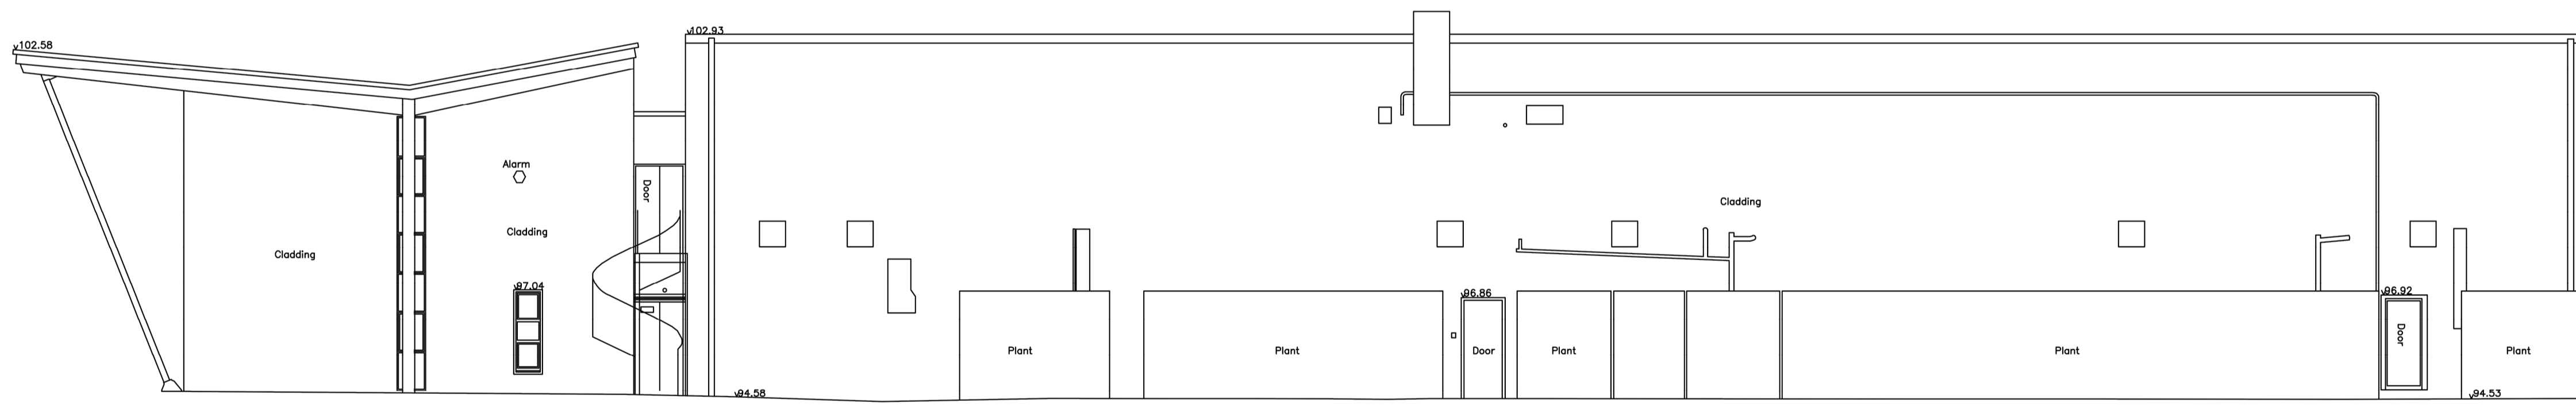 102.58
102.93
Alarm
Door
Cladding
Cladding
Cladding
97.04
96.86
96.92
Plant
Plant
Door
Plant
Plant
Door
Plant
94.58
94.53